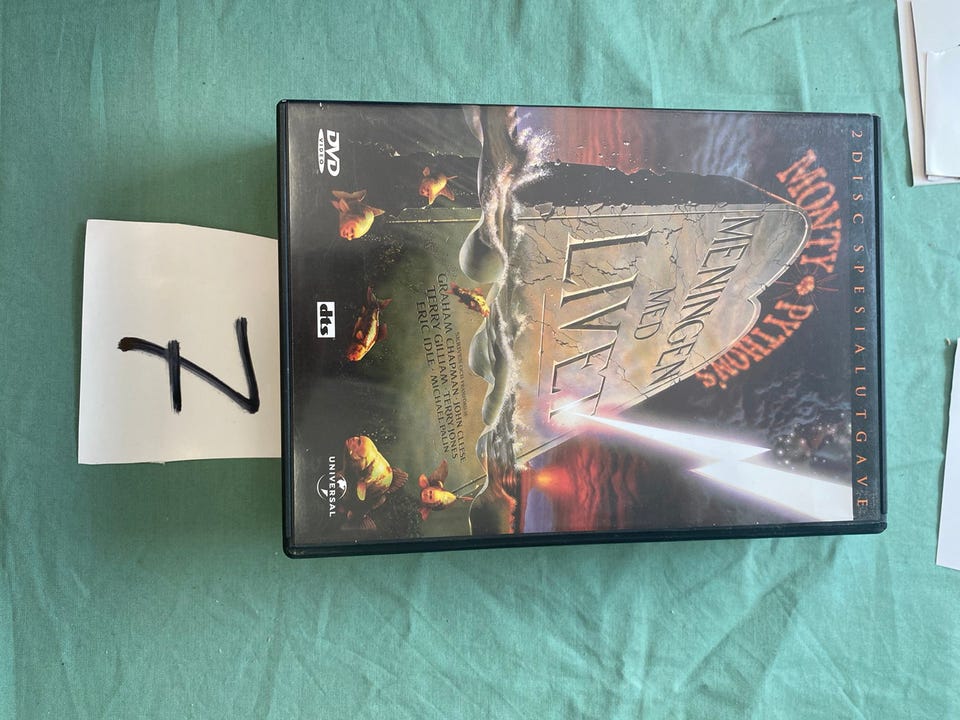 2 DISC SPESIALUTGAVE
MONTY PYTHON'S
MENINGEN
MED
LIVET
GRAHAM CHAPMAN · JOHN CLEESE
TERRY GILLIAM · TERRY JONES
ERIC IDLE · MICHAEL PALIN
DVD
VIDEO
dts
UNIVERSAL
7